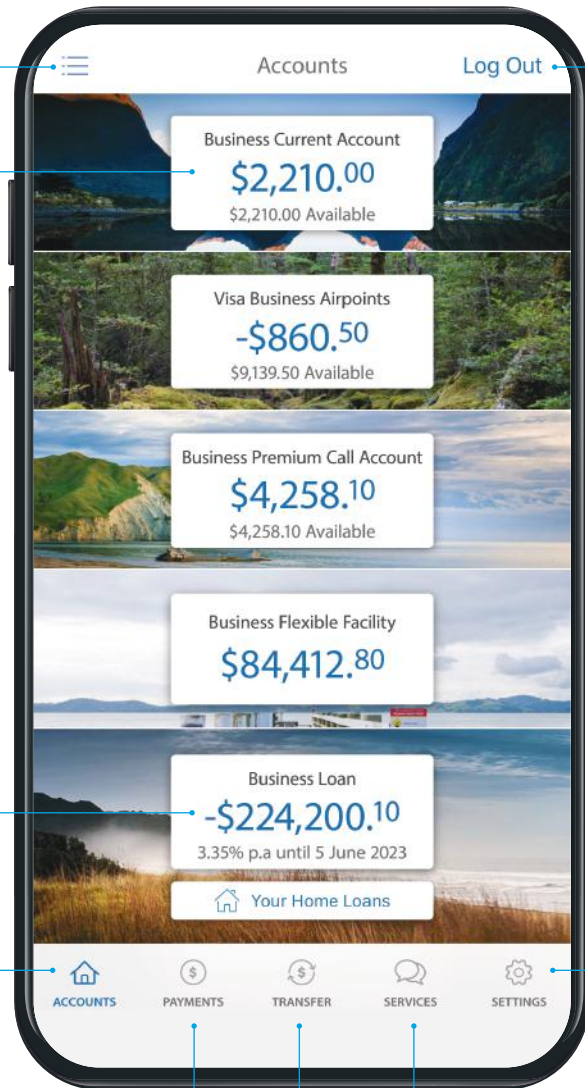 Accounts
Log Out
Business Current Account
$2,210.00
$2,210.00 Available
Visa Business Airpoints
-$860.50
$9,139.50 Available
Business Premium Call Account
$4,258.10
$4,258.10 Available
Business Flexible Facility
$84,412.80
Business Loan
-$224,200.10
3.35% p.a until 5 June 2023
Your Home Loans
ACCOUNTS PAYMENTS TRANSFER SERVICES SETTINGS